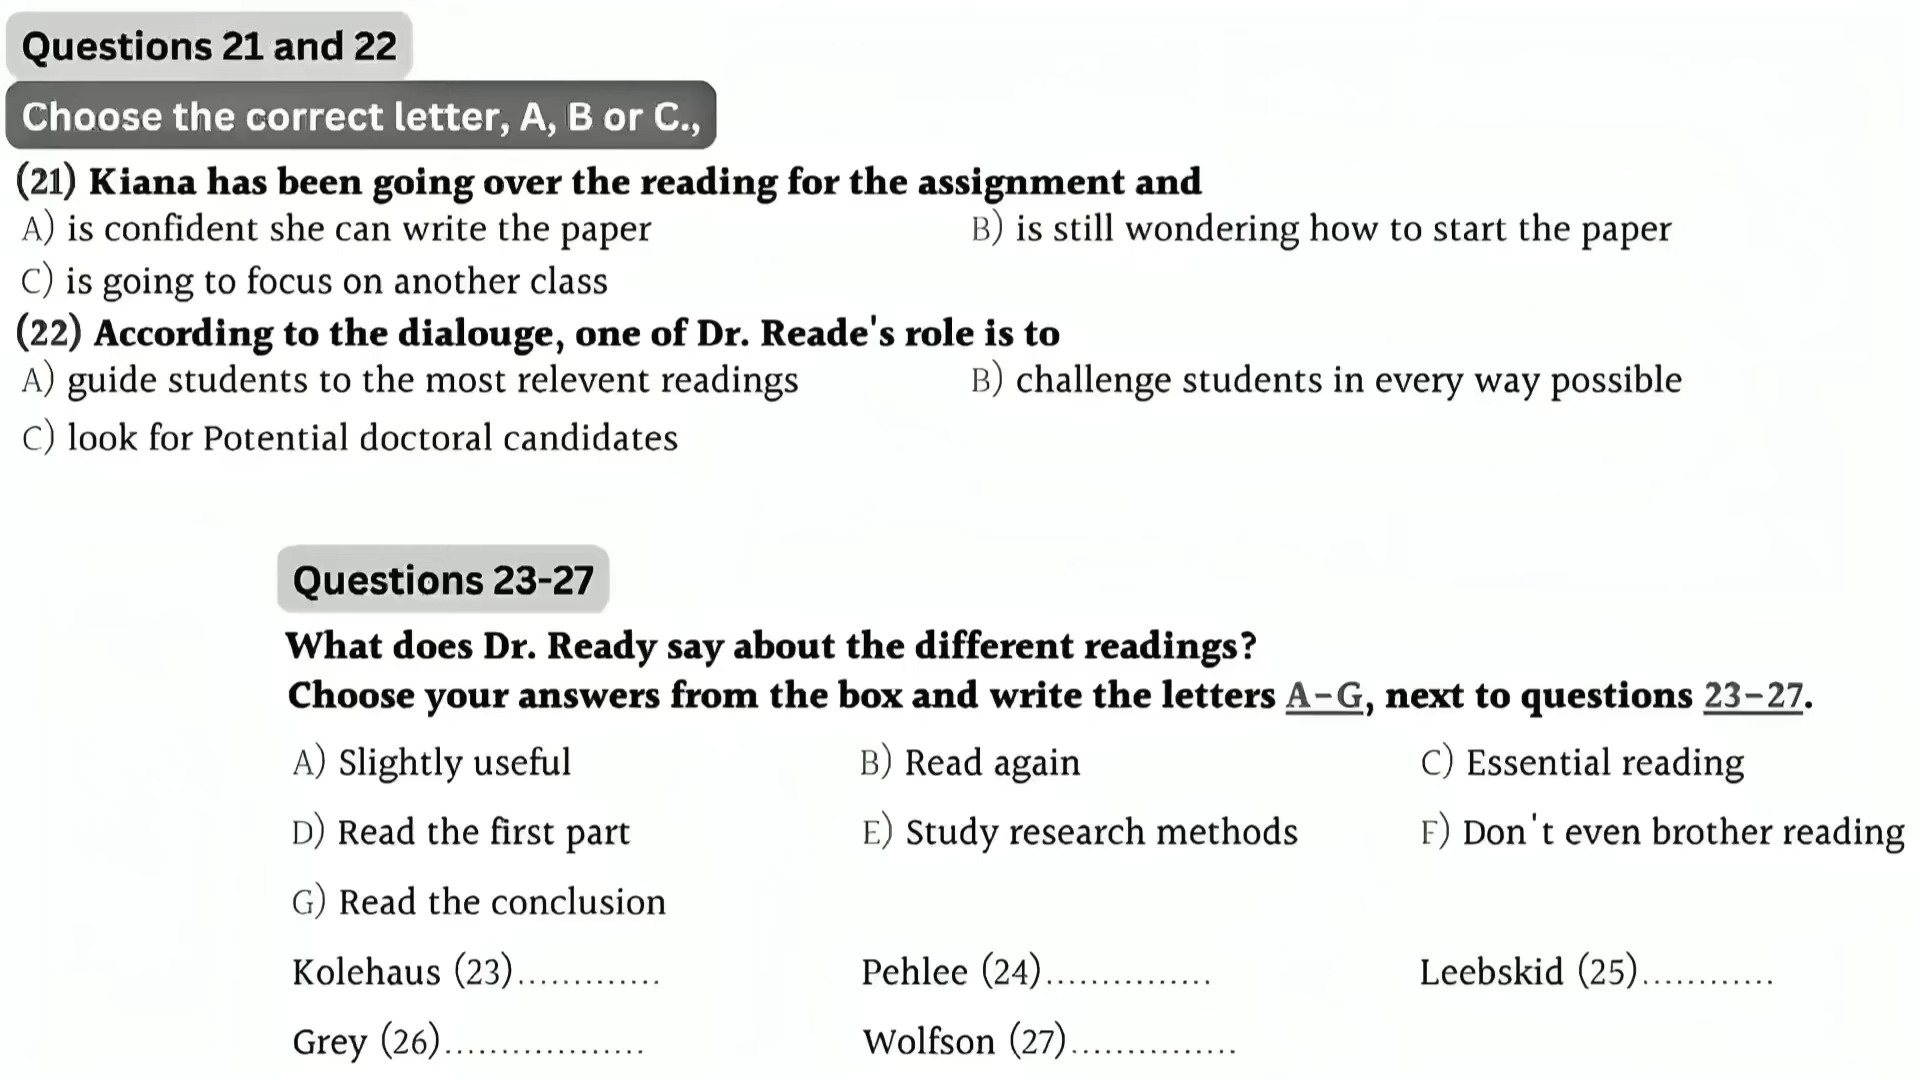 Questions 21 and 22
Choose the correct letter, A, B or C.,
(21) Kiana has been going over the reading for the assignment and
A) is confident she can write the paper B) is still wondering how to start the paper
C) is going to focus on another class
(22) According to the dialouge, one of Dr. Reade's role is to
A) guide students to the most relevent readings B) challenge students in every way possible
C) look for Potential doctoral candidates
Questions 23-27
What does Dr. Ready say about the different readings?
Choose your answers from the box and write the letters A-G, next to questions 23-27.
A) Slightly useful B) Read again C) Essential reading
D) Read the first part E) Study research methods F) Don't even brother reading
G) Read the conclusion
Kolehaus (23)............. Pehlee (24)............... Leebskid (25)............
Grey (26).................. Wolfson (27)...............